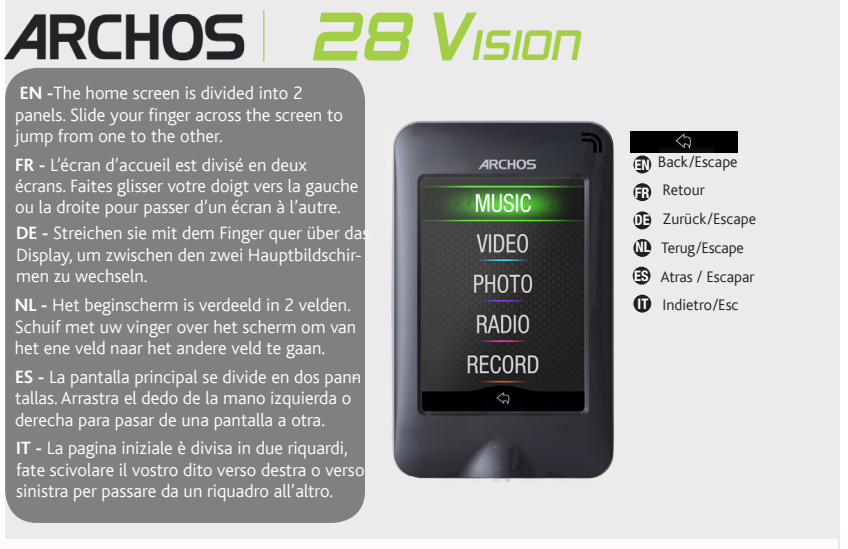 ARCHOS 28 VISION
EN -The home screen is divided into 2
panels. Slide your finger across the screen to
jump from one to the other.
FR - L'écran d'accueil est divisé en deux
écrans. Faites glisser votre doigt vers la gauche
ou la droite pour passer d'un écran à l'autre.
DE - Streichen sie mit dem Finger quer über das
Display, um zwischen den zwei Hauptbildschir-
men zu wechseln.
NL - Het beginscherm is verdeeld in 2 velden.
Schuif met uw vinger over het scherm om van
het ene veld naar het andere veld te gaan.
ES - La pantalla principal se divide en dos pann
tallas. Arrastra el dedo de la mano izquierda o
derecha para pasar de una pantalla a otra.
IT - La pagina iniziale è divisa in due riquardi,
fate scivolare il vostro dito verso destra o verso
sinistra per passare da un riquadro all'altro.
ARCHOS
MUSIC
VIDEO
PHOTO
RADIO
RECORD
EN Back/Escape
FR Retour
DE Zurück/Escape
NL Terug/Escape
ES Atras / Escapar
IT Indietro/Esc